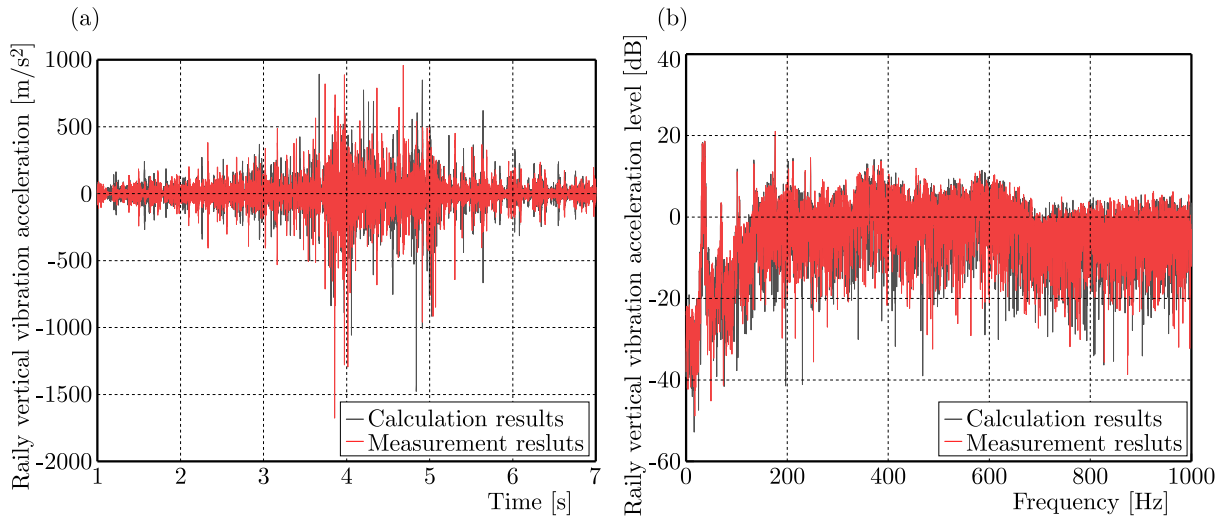 (a)
Raily vertical vibration acceleration [m/s²]
1000
500
0
-500
-1000
-1500
-2000
1 2 3 4 5 6 7
Time [s]
Calculation results
Measurement resluts
(b)
Raily vertical vibration acceleration level [dB]
40
20
0
-20
-40
-60
0 200 400 600 800 1000
Frequency [Hz]
Calculation results
Measurement resluts